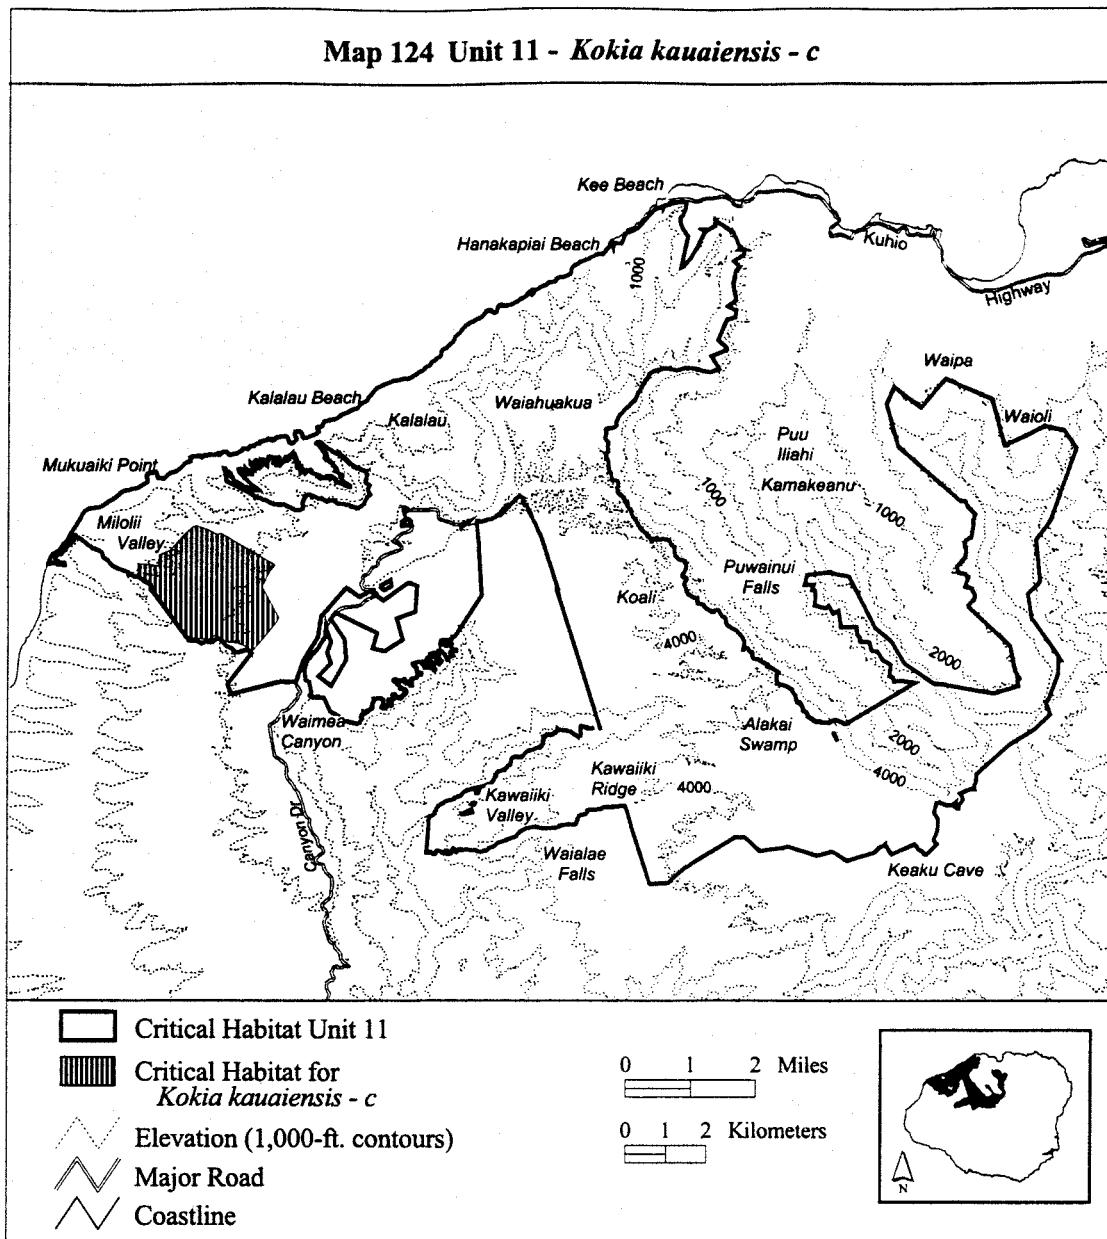 Map 124 Unit 11 - Kokia kauaiensis - c
Kee Beach
Hanakapiai Beach
Kuhio
Highway
1000
Waipa
Kalalau Beach
Waiahuakua
Waioli
Kalalau
Puu
Iliahi
Mukuaiki Point
Kamakeanu
1000
1000
Milolii
Valley
Puwainui
Falls
Koali
4000
2000
Waimea
Canyon
Alakai
Swamp
2000
4000
Kawaiiki
Ridge
4000
Kawaiiki
Valley
Canyon Dr
Waialae
Falls
Keaku Cave
Critical Habitat Unit 11
Critical Habitat for
Kokia kauaiensis - c
Elevation (1,000-ft. contours)
Major Road
Coastline
0 1 2 Miles
0 1 2 Kilometers
N